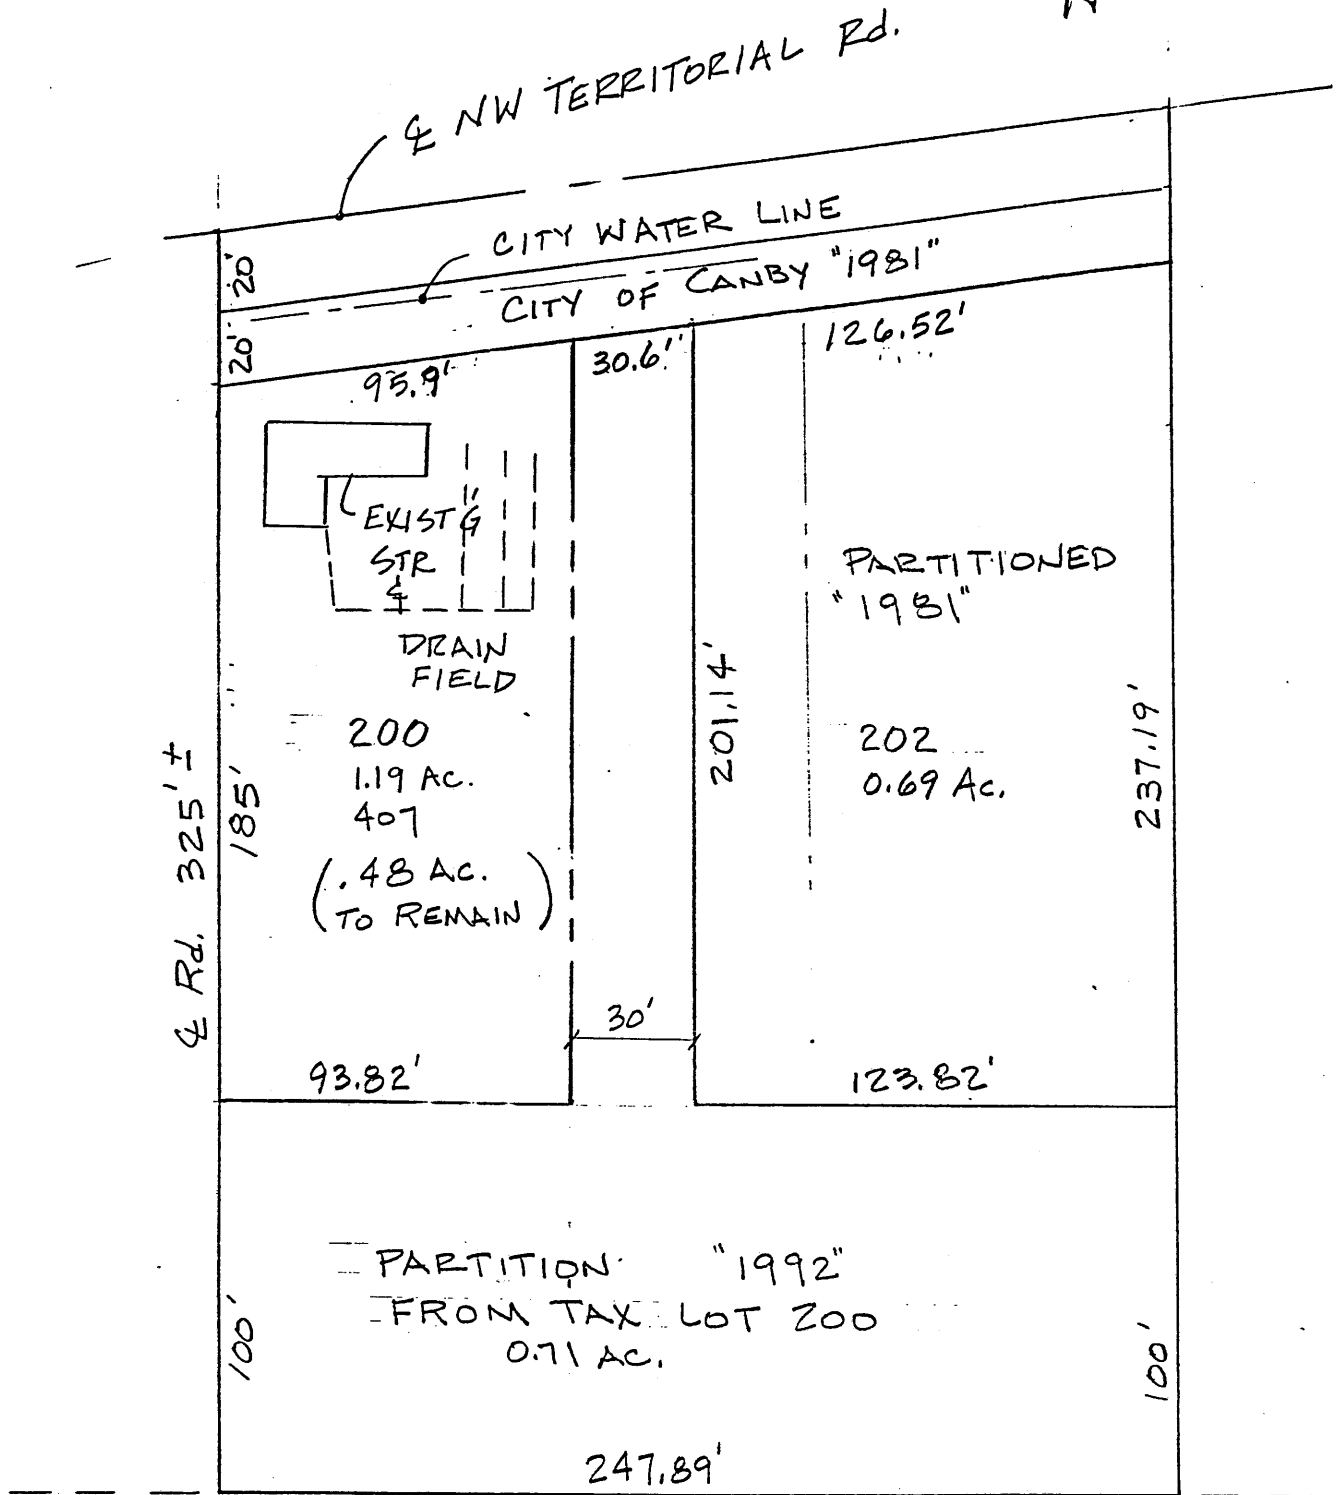 N
℄ NW TERRITORIAL Rd.
CITY WATER LINE
CITY OF CANBY "1981"
20'
20'
95.9'
30.6'
126.52'
EXIST'G
STR
&
DRAIN
FIELD
PARTITIONED
"1981"
200
1.19 AC.
407
(.48 AC.
TO REMAIN)
201.14'
202
0.69 Ac.
237.19'
℄ Rd. 325' ±
185'
30'
93.82'
123.82'
PARTITION "1992"
FROM TAX LOT 200
0.71 AC.
100'
100'
247.89'